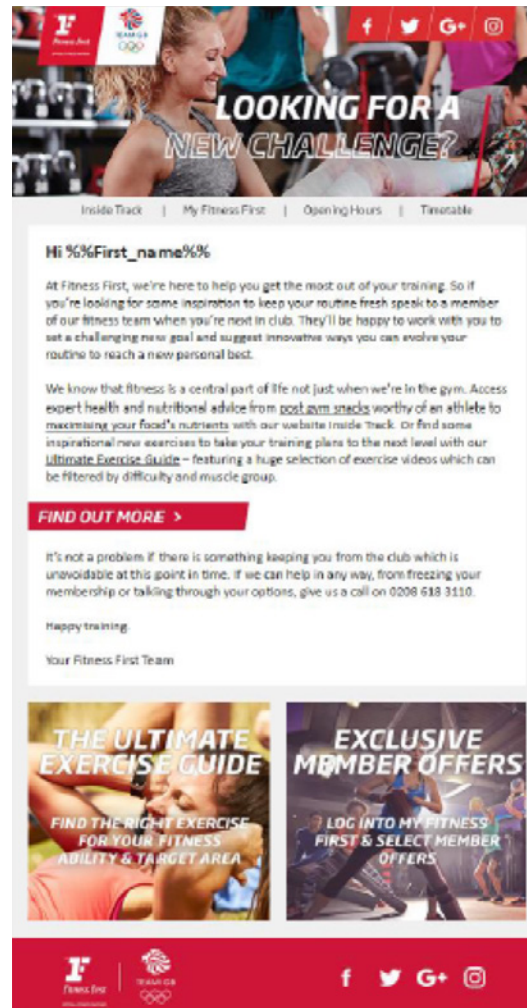 Fitness First
TEAM GB
LOOKING FOR A
NEW CHALLENGE?
Inside Track | My Fitness First | Opening Hours | Timetable
Hi %%First_name%%
At Fitness First, we're here to help you get the most out of your training. So if
you're looking for some inspiration to keep your routine fresh speak to a member
of our fitness team when you're next in club. They'll be happy to work with you to
set a challenging new goal and suggest innovative ways you can evolve your
routine to reach a new personal best.
We know that fitness is a central part of life not just when we're in the gym. Access
expert health and nutritional advice from post gym snacks worthy of an athlete to
maximising your food's nutrients with our website Inside Track. Or find some
inspirational new exercises to take your training plans to the next level with our
Ultimate Exercise Guide – featuring a huge selection of exercise videos which can
be filtered by difficulty and muscle group.
FIND OUT MORE >
It's not a problem if there is something keeping you from the club which is
unavoidable at this point in time. If we can help in any way, from freezing your
membership or talking through your options, give us a call on 0208 618 3110.
Happy training.
Your Fitness First Team
THE ULTIMATE
EXERCISE GUIDE
FIND THE RIGHT EXERCISE
FOR YOUR FITNESS
ABILITY & TARGET AREA
EXCLUSIVE
MEMBER OFFERS
LOG INTO MY FITNESS
FIRST & SELECT MEMBER
OFFERS
Fitness First
TEAM GB